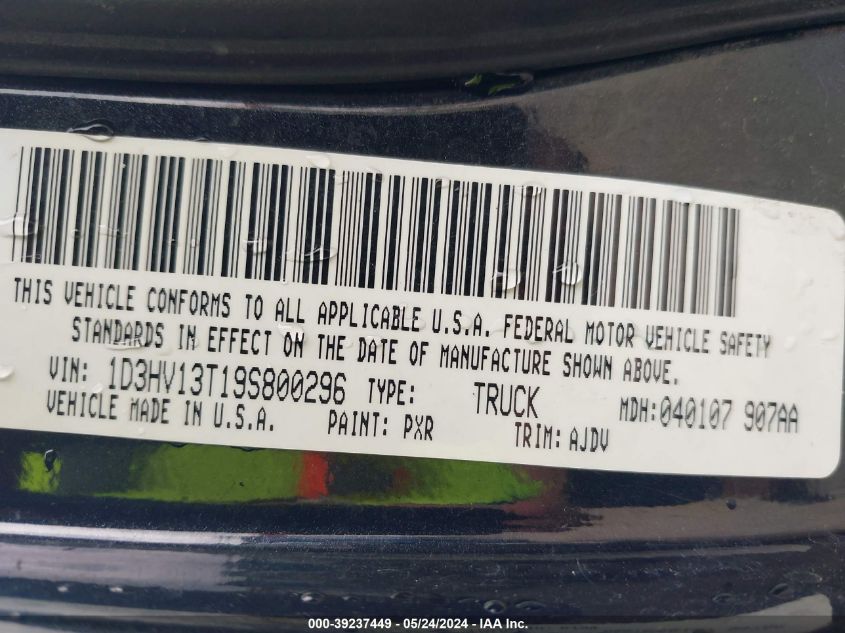 THIS VEHICLE CONFORMS TO ALL APPLICABLE U.S.A. FEDERAL MOTOR VEHICLE SAFETY
STANDARDS IN EFFECT ON THE DATE OF MANUFACTURE SHOWN ABOVE.
VIN: 1D3HV13T19S800296 TYPE: TRUCK MDH:040107 907AA
VEHICLE MADE IN U.S.A. PAINT: PXR TRIM: AJDV
000-39237449 - 05/24/2024 - IAA Inc.